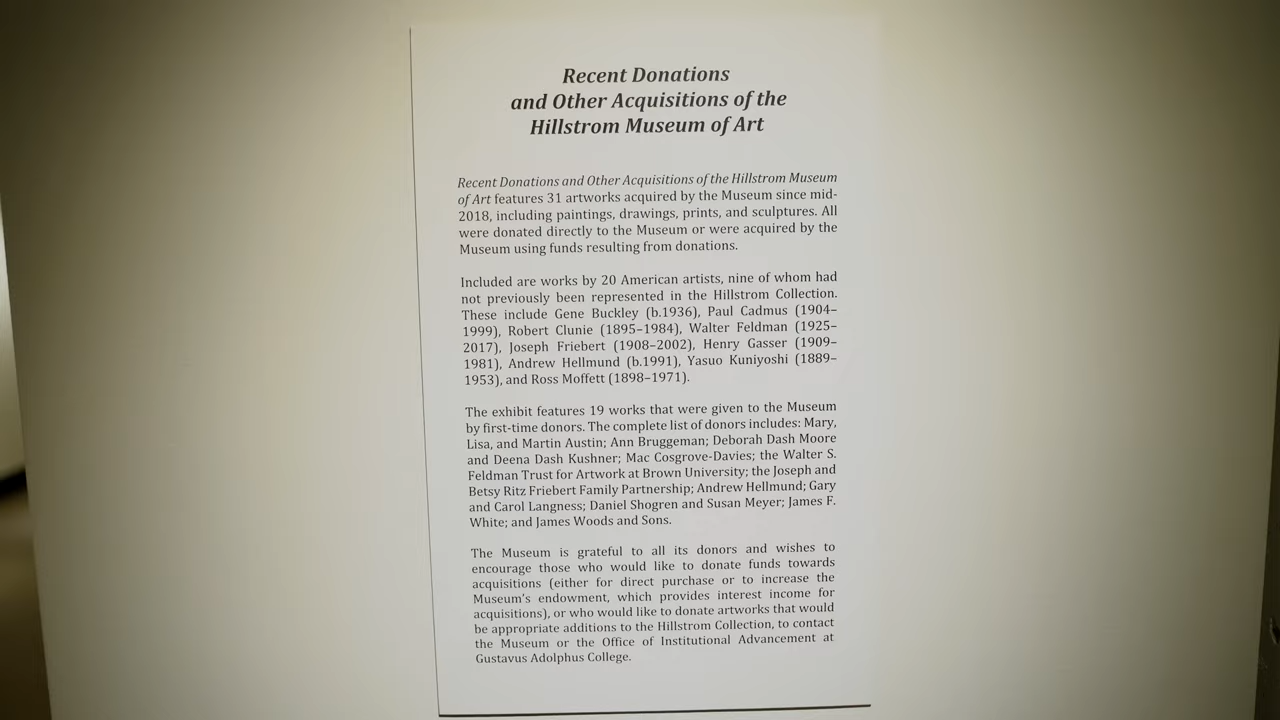 Recent Donations
and Other Acquisitions of the
Hillstrom Museum of Art
Recent Donations and Other Acquisitions of the Hillstrom Museum
of Art features 31 artworks acquired by the Museum since mid-
2018, including paintings, drawings, prints, and sculptures. All
were donated directly to the Museum or were acquired by the
Museum using funds resulting from donations.
Included are works by 20 American artists, nine of whom had
not previously been represented in the Hillstrom Collection.
These include Gene Buckley (b.1936), Paul Cadmus (1904–
1999), Robert Clunie (1895–1984), Walter Feldman (1925–
2017), Joseph Friebert (1908–2002), Henry Gasser (1909–
1981), Andrew Hellmund (b.1991), Yasuo Kuniyoshi (1889–
1953), and Ross Moffett (1898–1971).
The exhibit features 19 works that were given to the Museum
by first-time donors. The complete list of donors includes: Mary,
Lisa, and Martin Austin; Ann Bruggeman; Deborah Dash Moore
and Deena Dash Kushner; Mac Cosgrove-Davies; the Walter S.
Feldman Trust for Artwork at Brown University; the Joseph and
Betsy Ritz Friebert Family Partnership; Andrew Hellmund; Gary
and Carol Langness; Daniel Shogren and Susan Meyer; James F.
White; and James Woods and Sons.
The Museum is grateful to all its donors and wishes to
encourage those who would like to donate funds towards
acquisitions (either for direct purchase or to increase the
Museum's endowment, which provides interest income for
acquisitions), or who would like to donate artworks that would
be appropriate additions to the Hillstrom Collection, to contact
the Museum or the Office of Institutional Advancement at
Gustavus Adolphus College.